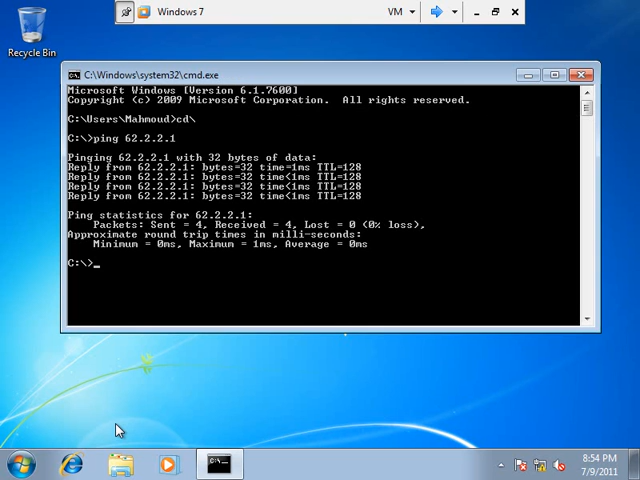 Windows 7
VM
Recycle Bin
C:\Windows\system32\cmd.exe
Microsoft Windows [Version 6.1.7600]
Copyright (c) 2009 Microsoft Corporation.  All rights reserved.
C:\Users\Mahmoud>cd\
C:\>ping 62.2.2.1
Pinging 62.2.2.1 with 32 bytes of data:
Reply from 62.2.2.1: bytes=32 time=1ms TTL=128
Reply from 62.2.2.1: bytes=32 time<1ms TTL=128
Reply from 62.2.2.1: bytes=32 time<1ms TTL=128
Reply from 62.2.2.1: bytes=32 time<1ms TTL=128
Ping statistics for 62.2.2.1:
Packets: Sent = 4, Received = 4, Lost = 0 (0% loss),
Approximate round trip times in milli-seconds:
Minimum = 0ms, Maximum = 1ms, Average = 0ms
C:\>_
8:54 PM
7/9/2011